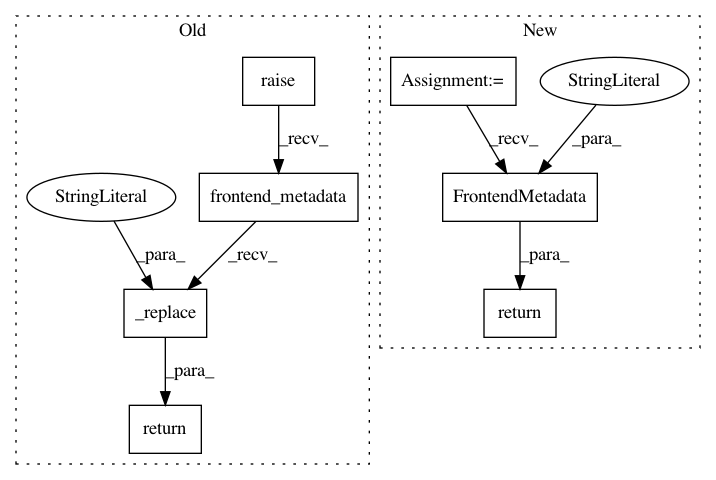 Old
New
raise
Assignment:=
StringLiteral
_recv_
_recv_
_para_
StringLiteral
frontend_metadata
FrontendMetadata
_para_
_recv_
_para_
_replace
return
_para_
return